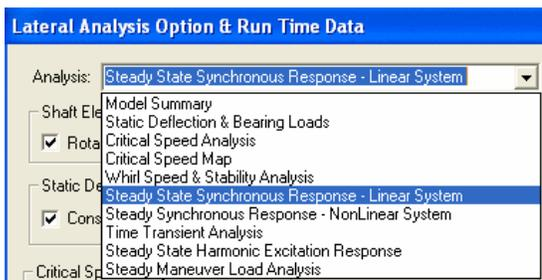 Lateral Analysis Option & Run Time Data
Analysis: Steady State Synchronous Response - Linear System
Shaft Ele
Model Summary
Static Deflection & Bearing Loads
Rota
Critical Speed Analysis
Critical Speed Map
Whirl Speed & Stability Analysis
Static De
Steady State Synchronous Response - Linear System
Cons
Steady Synchronous Response - NonLinear System
Time Transient Analysis
Steady State Harmonic Excitation Response
Critical Sp
Steady Maneuver Load Analysis